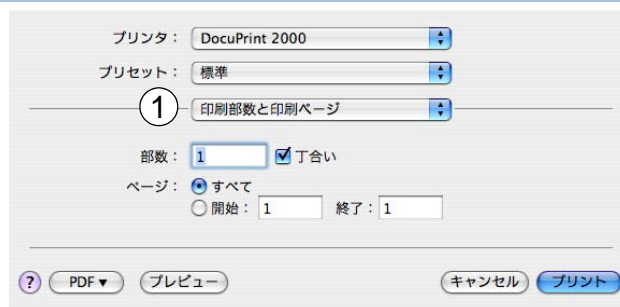 プリンタ： DocuPrint 2000
プリセット： 標準
1 印刷部数と印刷ページ
部数： 1 丁合い
ページ： すべて
開始： 1 終了： 1
? PDF▼ プレビュー キャンセル プリント